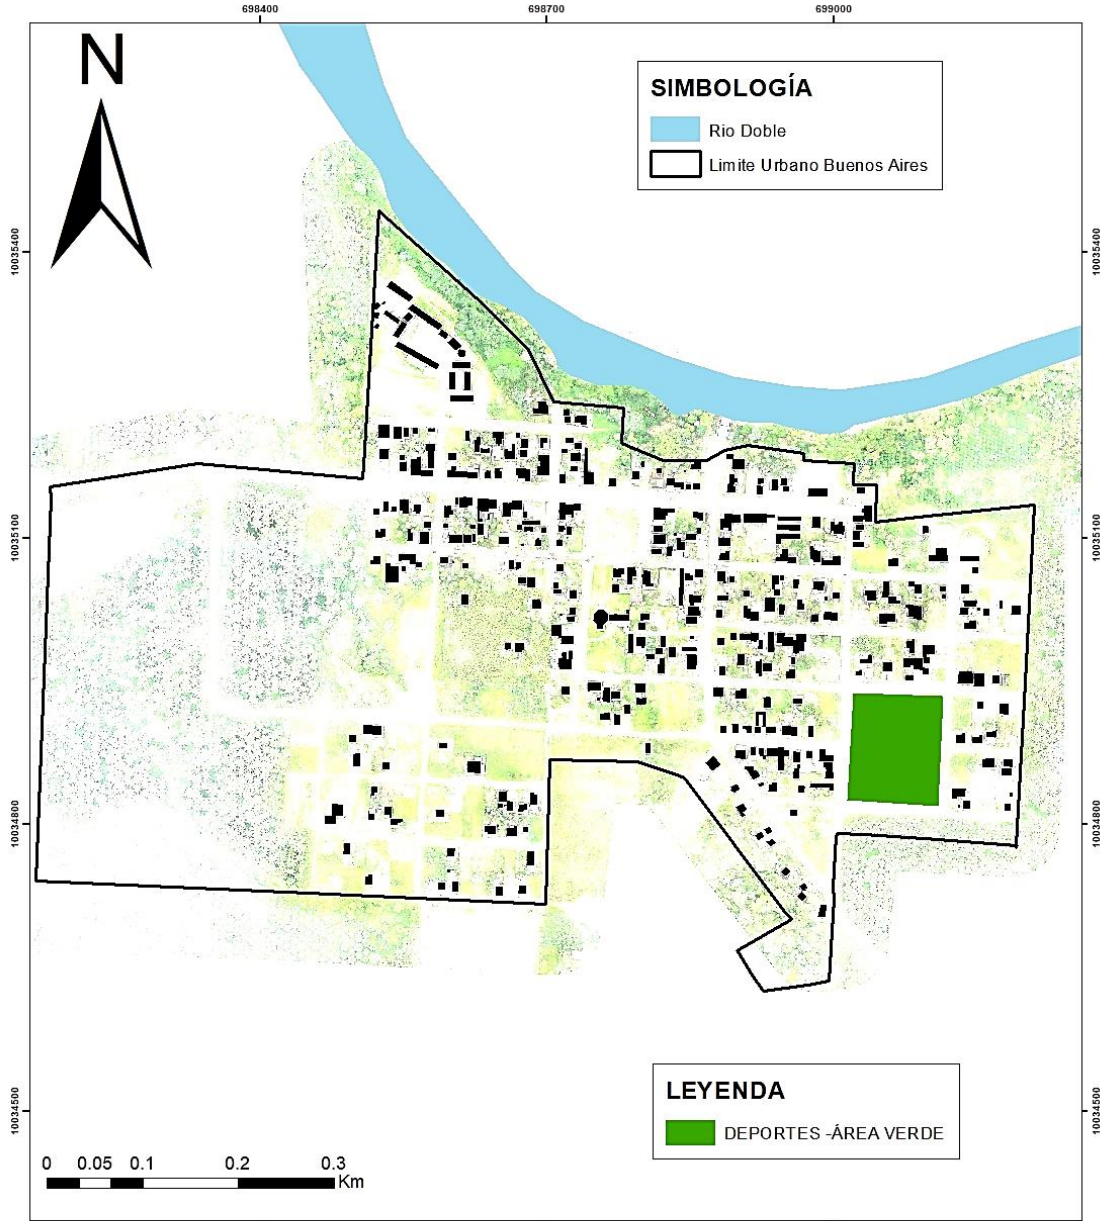 698400 698700 699000
N
SIMBOLOGÍA
Rio Doble
Limite Urbano Buenos Aires
10035400 10035400
10035100 10035100
10034800 10034800
10034500 10034500
LEYENDA
DEPORTES -ÁREA VERDE
0 0.05 0.1 0.2 0.3
Km